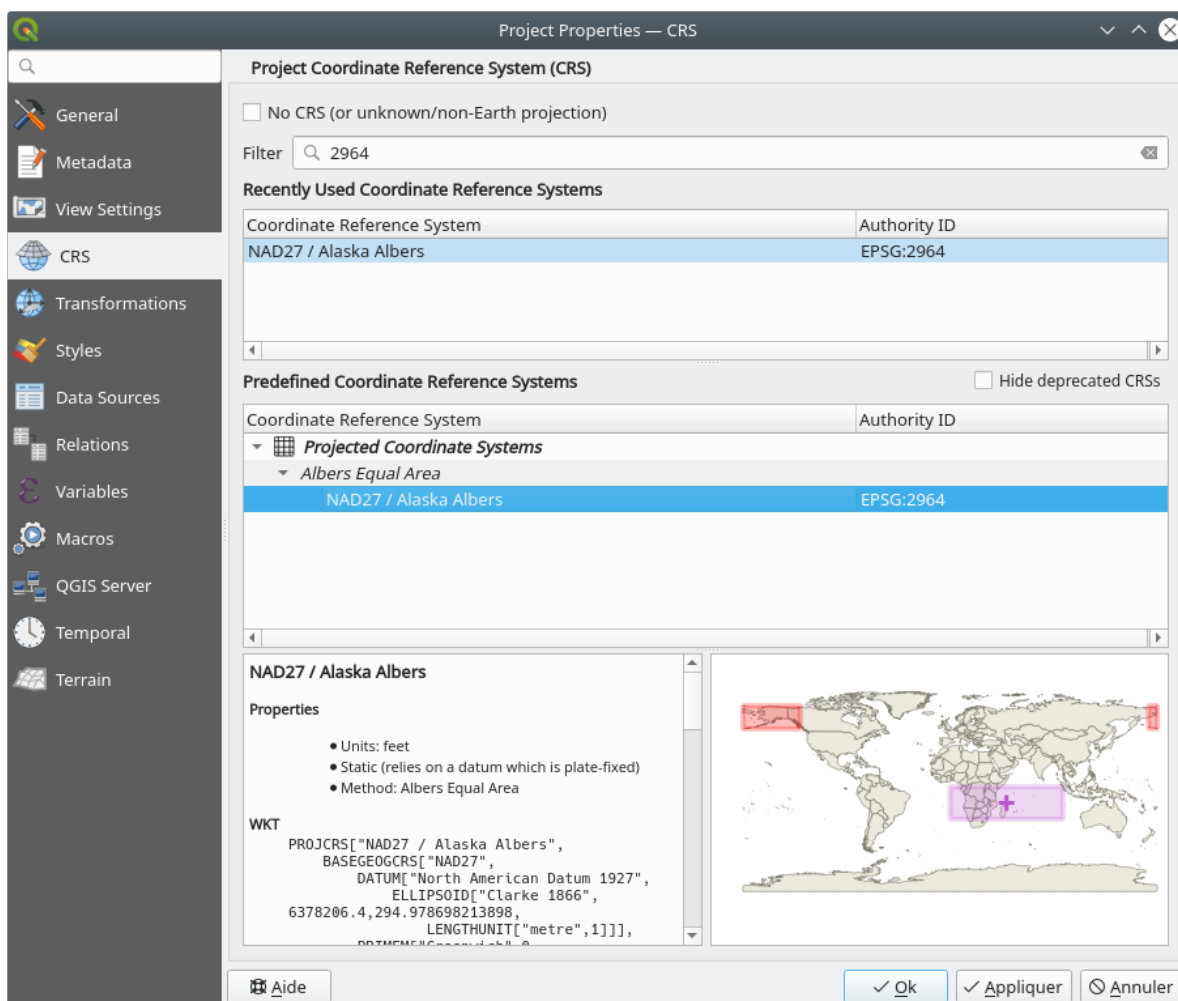 Project Properties — CRS
Project Coordinate Reference System (CRS)
General
Metadata
View Settings
CRS
Transformations
Styles
Data Sources
Relations
Variables
Macros
QGIS Server
Temporal
Terrain
No CRS (or unknown/non-Earth projection)
Filter 2964
Recently Used Coordinate Reference Systems
Coordinate Reference System Authority ID
NAD27 / Alaska Albers EPSG:2964
Predefined Coordinate Reference Systems Hide deprecated CRSs
Coordinate Reference System Authority ID
Projected Coordinate Systems
Albers Equal Area
NAD27 / Alaska Albers EPSG:2964
NAD27 / Alaska Albers
Properties
• Units: feet
• Static (relies on a datum which is plate-fixed)
• Method: Albers Equal Area
WKT
PROJCRS["NAD27 / Alaska Albers",
BASEGEOGCRS["NAD27",
DATUM["North American Datum 1927",
ELLIPSOID["Clarke 1866",
6378206.4,294.978698213898,
LENGTHUNIT["metre",1]]],
PRIMEM["Greenwich",0,
Aide
Ok
Appliquer
Annuler